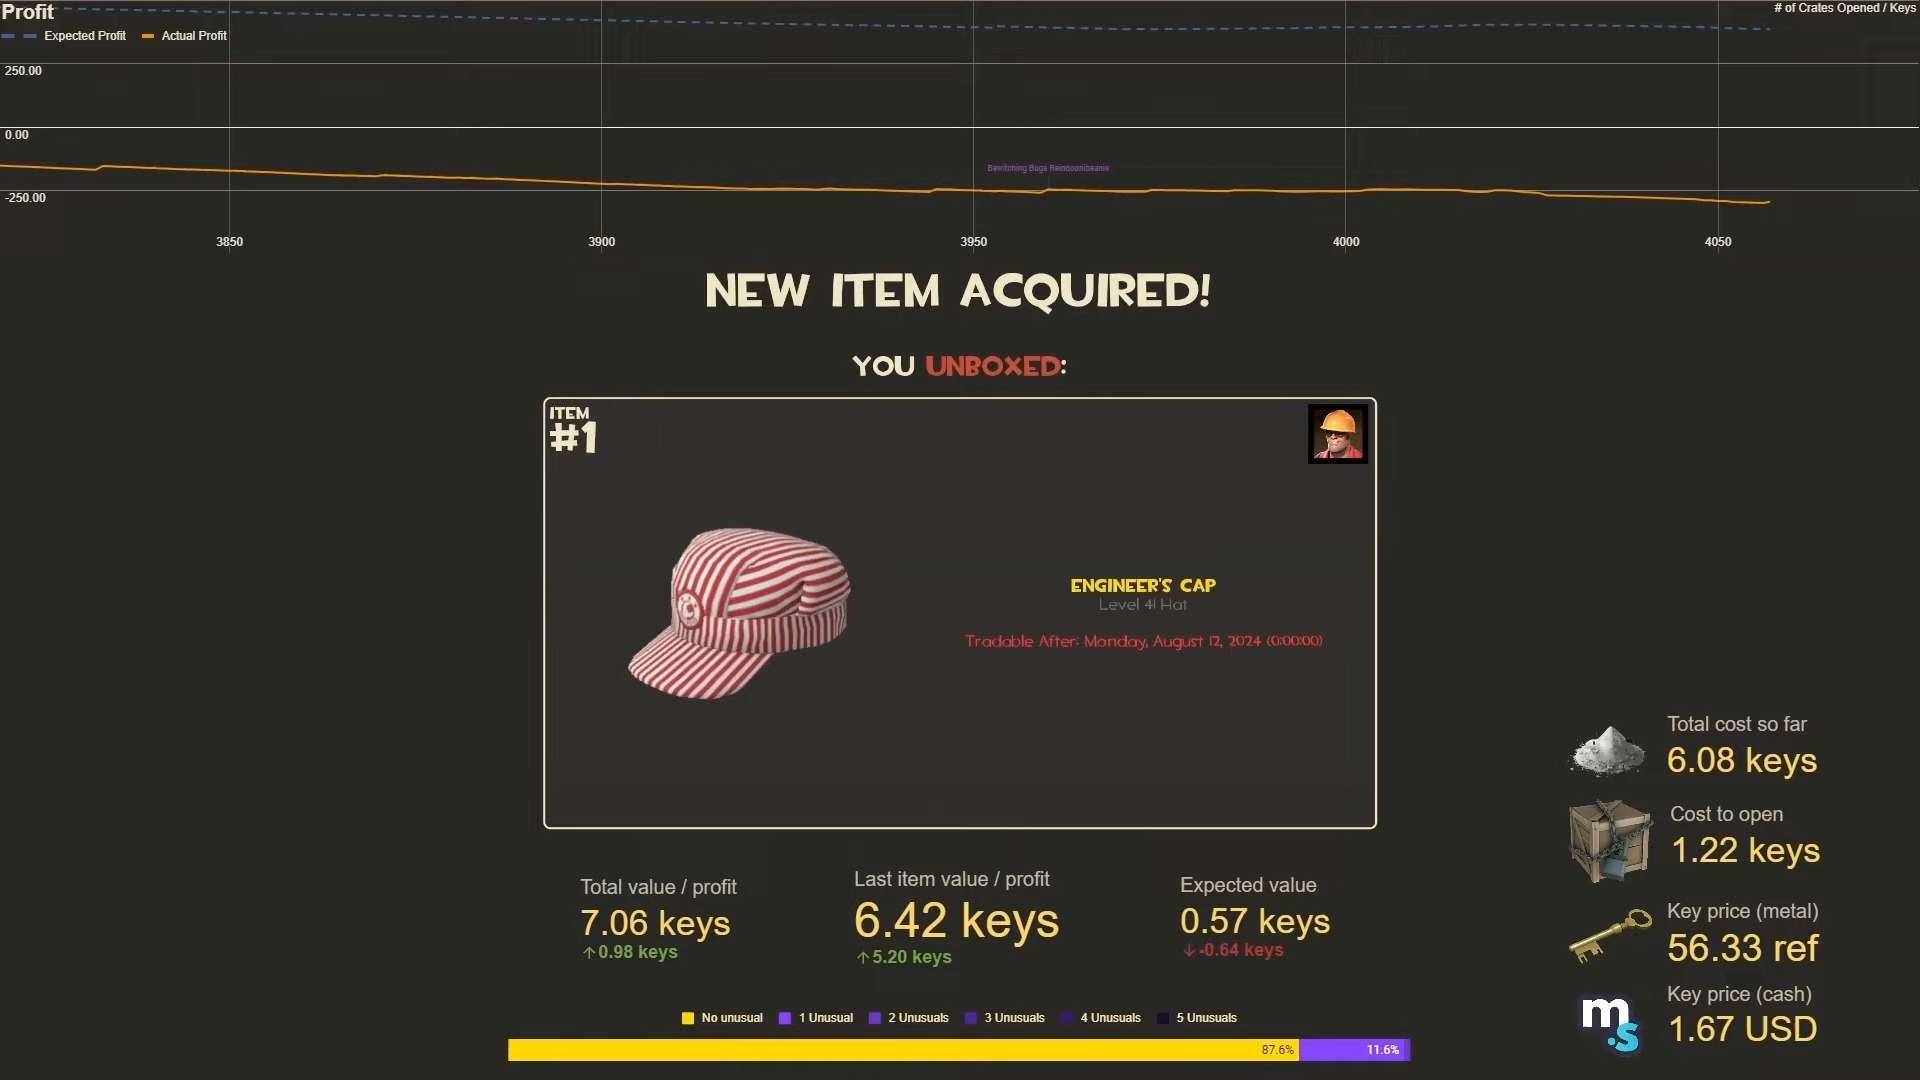 Profit
# of Crates Opened / Keys
Expected Profit
Actual Profit
250.00
0.00
Bewitching Bugs Reindoonibeanie
-250.00
3850
3900
3950
4000
4050
NEW ITEM ACQUIRED!
YOU UNBOXED:
ITEM
#1
ENGINEER'S CAP
Level 41 Hat
Tradable After: Monday, August 12, 2024 (0:00:00)
Total cost so far
6.08 keys
Cost to open
1.22 keys
Total value / profit
7.06 keys
↑0.98 keys
Last item value / profit
6.42 keys
↑5.20 keys
Expected value
0.57 keys
↓-0.64 keys
Key price (metal)
56.33 ref
Key price (cash)
1.67 USD
m.s
No unusual
1 Unusual
2 Unusuals
3 Unusuals
4 Unusuals
5 Unusuals
87.6%
11.6%